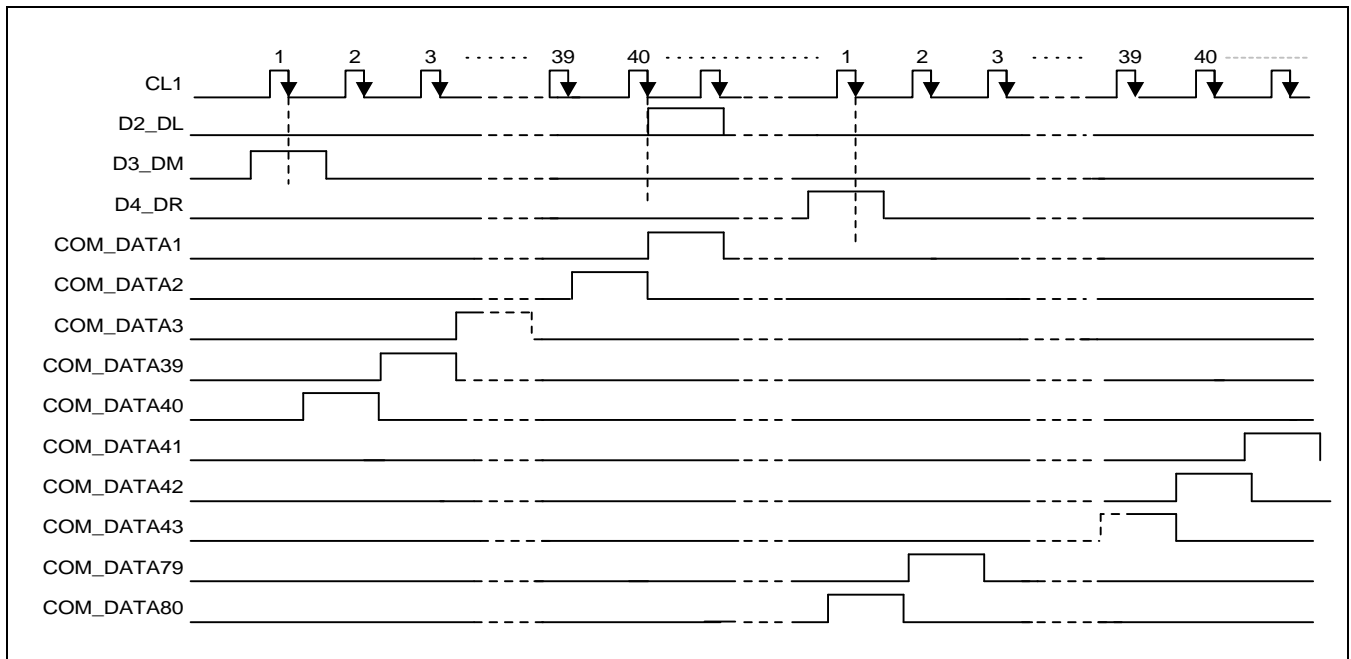 1 2 3 ...... 39 40 ............ 1 2 3 ..... 39 40
CL1
D2_DL
D3_DM
D4_DR
COM_DATA1
COM_DATA2
COM_DATA3
COM_DATA39
COM_DATA40
COM_DATA41
COM_DATA42
COM_DATA43
COM_DATA79
COM_DATA80